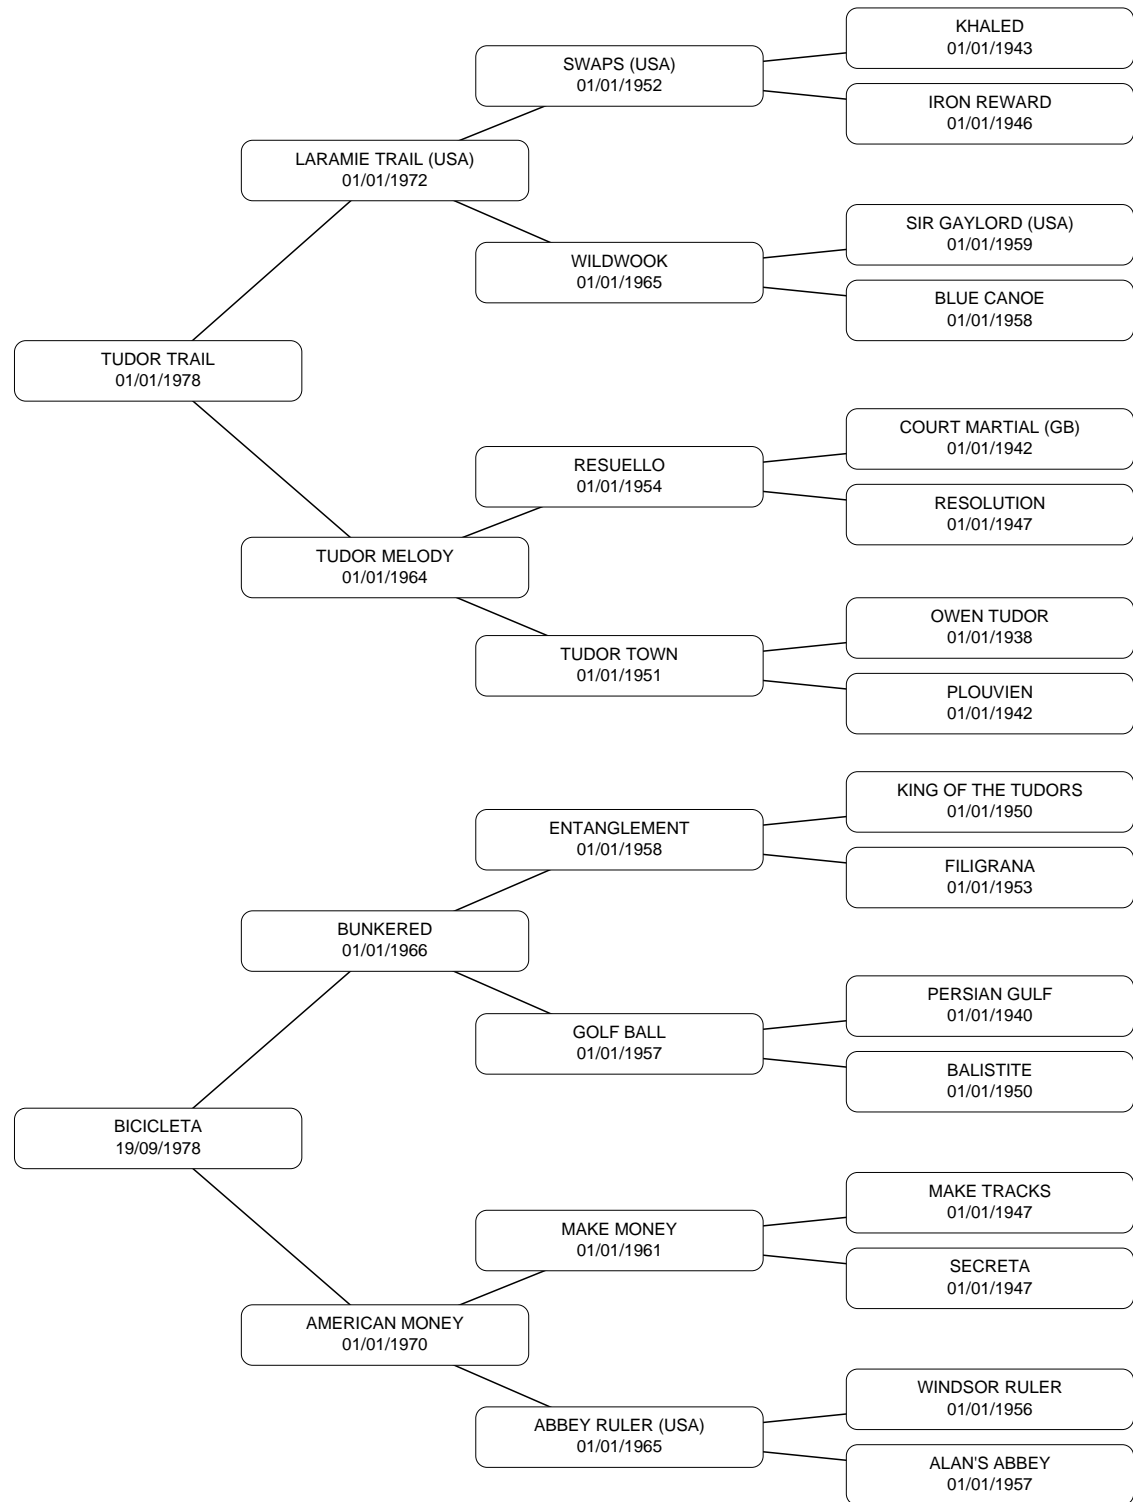 KHALED
01/01/1943
SWAPS (USA)
01/01/1952
IRON REWARD
01/01/1946
LARAMIE TRAIL (USA)
01/01/1972
SIR GAYLORD (USA)
01/01/1959
WILDWOOK
01/01/1965
BLUE CANOE
01/01/1958
TUDOR TRAIL
01/01/1978
COURT MARTIAL (GB)
01/01/1942
RESUELLO
01/01/1954
RESOLUTION
01/01/1947
TUDOR MELODY
01/01/1964
OWEN TUDOR
01/01/1938
TUDOR TOWN
01/01/1951
PLOUVIEN
01/01/1942
KING OF THE TUDORS
01/01/1950
ENTANGLEMENT
01/01/1958
FILIGRANA
01/01/1953
BUNKERED
01/01/1966
PERSIAN GULF
01/01/1940
GOLF BALL
01/01/1957
BALISTITE
01/01/1950
BICICLETA
19/09/1978
MAKE TRACKS
01/01/1947
MAKE MONEY
01/01/1961
SECRETA
01/01/1947
AMERICAN MONEY
01/01/1970
WINDSOR RULER
01/01/1956
ABBEY RULER (USA)
01/01/1965
ALAN'S ABBEY
01/01/1957